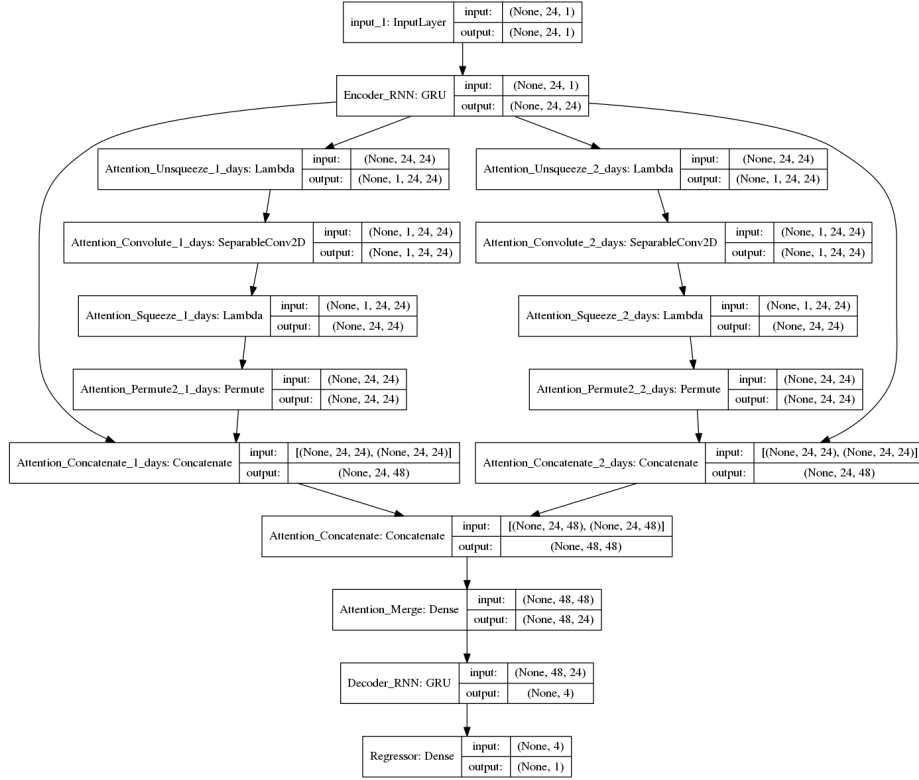 input_1: InputLayer
input: (None, 24, 1)
output: (None, 24, 1)
Encoder_RNN: GRU
input: (None, 24, 1)
output: (None, 24, 24)
Attention_Unsqueeze_1_days: Lambda
input: (None, 24, 24)
output: (None, 1, 24, 24)
Attention_Unsqueeze_2_days: Lambda
input: (None, 24, 24)
output: (None, 1, 24, 24)
Attention_Convolute_1_days: SeparableConv2D
input: (None, 1, 24, 24)
output: (None, 1, 24, 24)
Attention_Convolute_2_days: SeparableConv2D
input: (None, 1, 24, 24)
output: (None, 1, 24, 24)
Attention_Squeeze_1_days: Lambda
input: (None, 1, 24, 24)
output: (None, 24, 24)
Attention_Squeeze_2_days: Lambda
input: (None, 1, 24, 24)
output: (None, 24, 24)
Attention_Permute2_1_days: Permute
input: (None, 24, 24)
output: (None, 24, 24)
Attention_Permute2_2_days: Permute
input: (None, 24, 24)
output: (None, 24, 24)
Attention_Concatenate_1_days: Concatenate
input: [(None, 24, 24), (None, 24, 24)]
output: (None, 24, 48)
Attention_Concatenate_2_days: Concatenate
input: [(None, 24, 24), (None, 24, 24)]
output: (None, 24, 48)
Attention_Concatenate: Concatenate
input: [(None, 24, 48), (None, 24, 48)]
output: (None, 48, 48)
Attention_Merge: Dense
input: (None, 48, 48)
output: (None, 48, 24)
Decoder_RNN: GRU
input: (None, 48, 24)
output: (None, 4)
Regressor: Dense
input: (None, 4)
output: (None, 1)